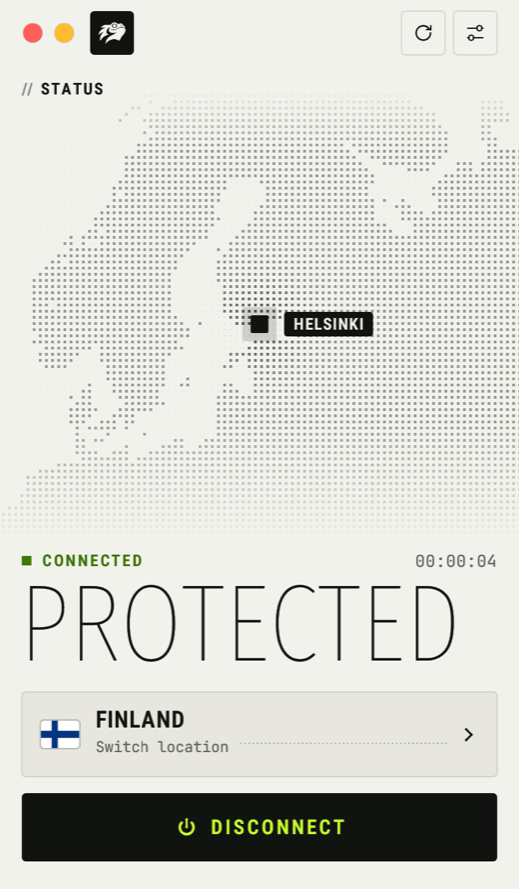 // STATUS
HELSINKI
CONNECTED
00:00:04
PROTECTED
FINLAND
Switch location
DISCONNECT